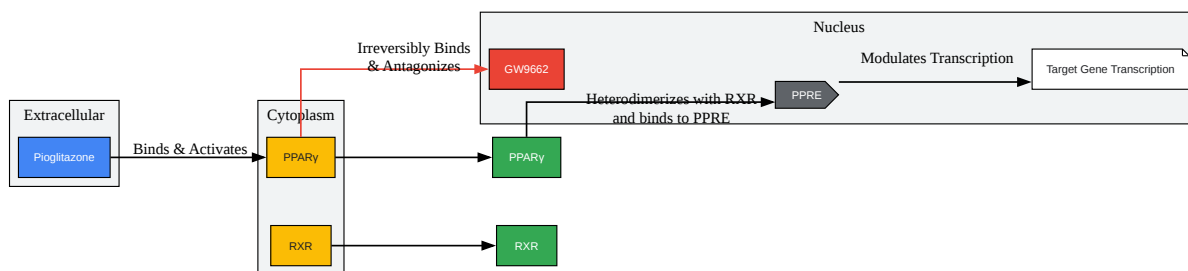 Nucleus
Irreversibly Binds
& Antagonizes
GW9662
Modulates Transcription
Target Gene Transcription
PPRE
Heterodimerizes with RXR
and binds to PPRE
Extracellular
Cytoplasm
Pioglitazone
Binds & Activates
PPARγ
PPARγ
RXR
RXR